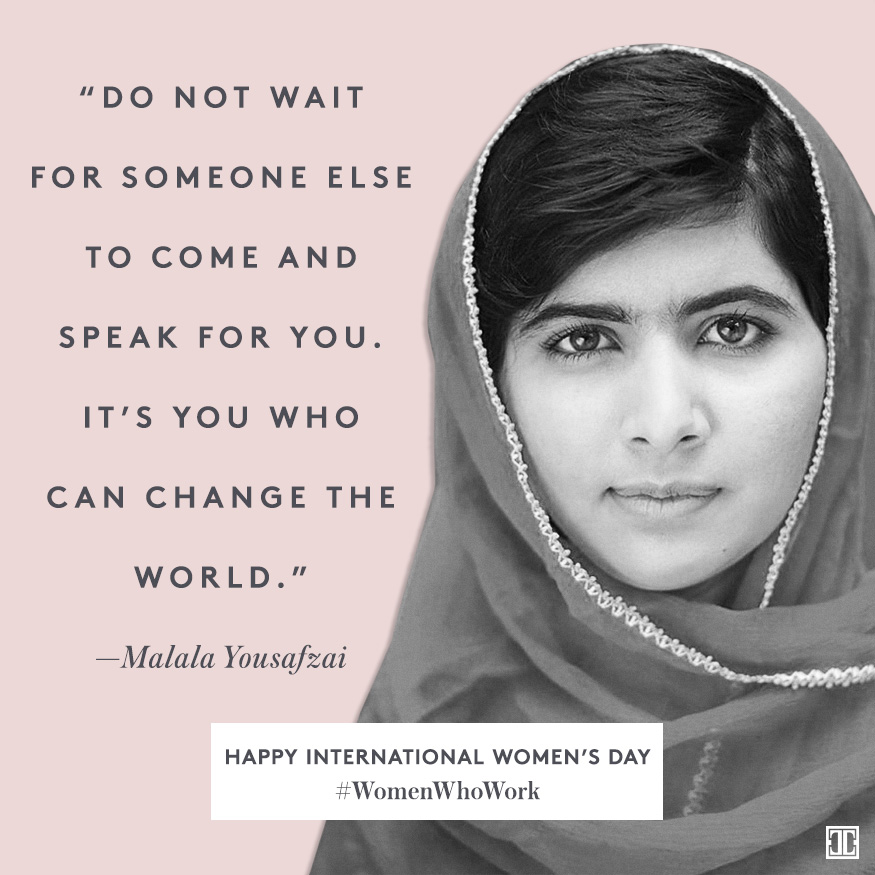 “DO NOT WAIT
FOR SOMEONE ELSE
TO COME AND
SPEAK FOR YOU.
IT’S YOU WHO
CAN CHANGE THE
WORLD.”
—Malala Yousafzai
HAPPY INTERNATIONAL WOMEN’S DAY
#WomenWhoWork